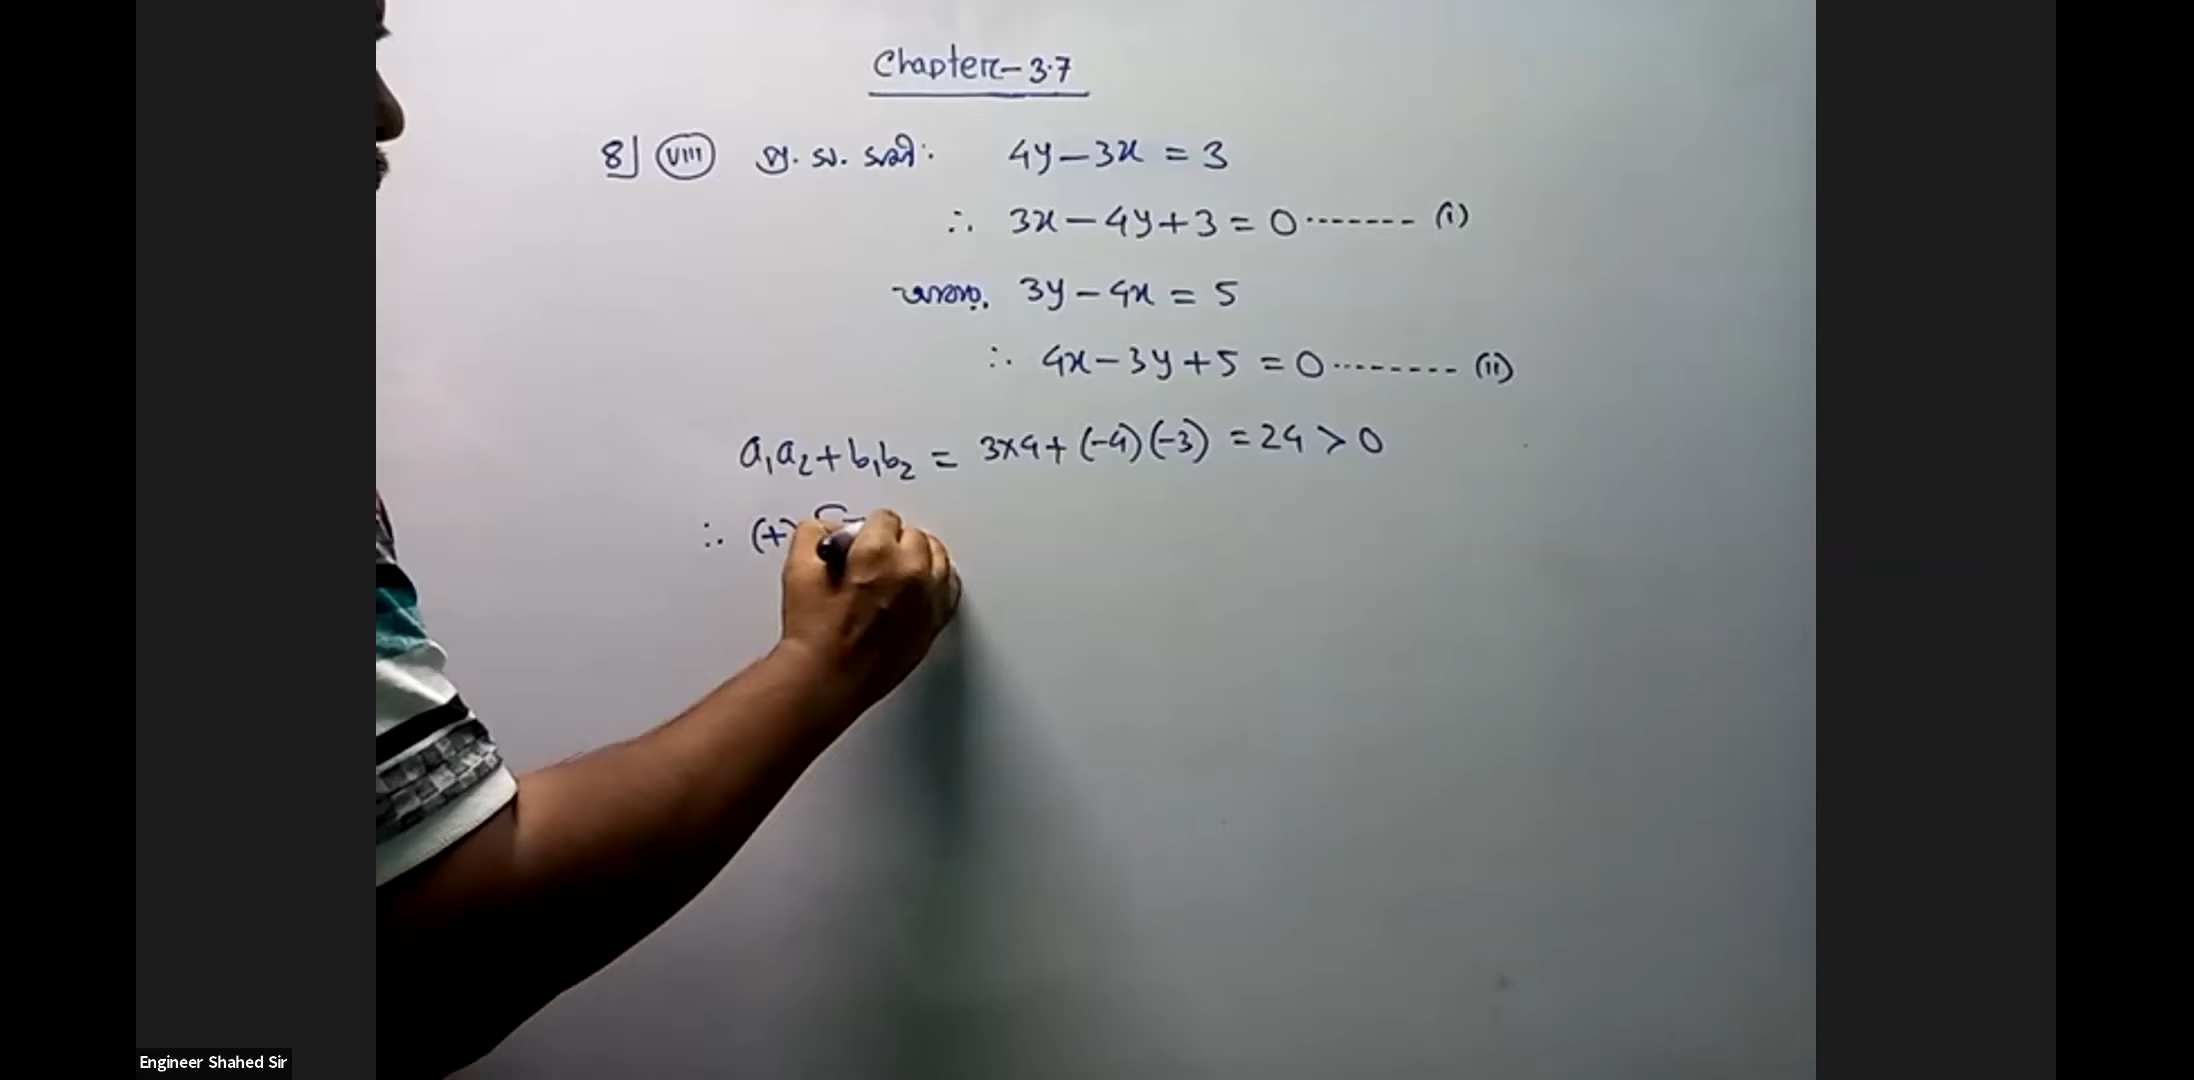 Chapter-3.7
8] (VIII) প্র. স. রেখা: 4y-3x = 3
∴ 3x-4y+3=0 ------- (i)
আবার, 3y-4x = 5
∴ 4x-3y+5 =0 -------- (ii)
a₁a₂+b₁b₂ = 3×4+(-4)(-3) =24 > 0
∴ (+)
Engineer Shahed Sir